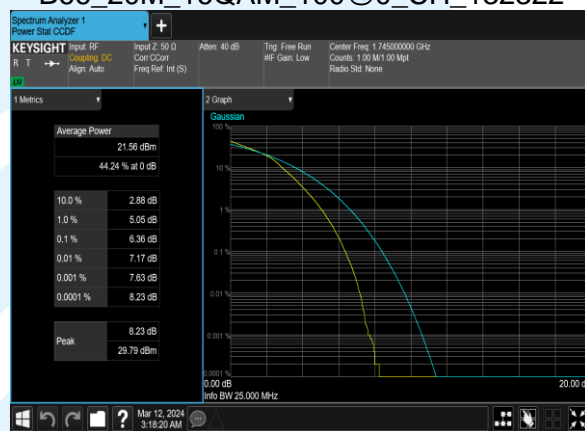 Spectrum Analyzer 1
Power Stat CCDF
KEYSIGHT
Input: RF
Coupling: DC
Align: Auto
Input Z: 50 Ω
Corr CCorr
Freq Ref: Int (S)
Atten: 40 dB
Trig: Free Run
#IF Gain: Low
Center Freq: 1.745000000 GHz
Counts: 1.00 M/1.00 Mpt
Radio Std: None
R T
1 Metrics
Average Power
21.56 dBm
44.24 % at 0 dB
10.0 % 2.88 dB
1.0 % 5.05 dB
0.1 % 6.36 dB
0.01 % 7.17 dB
0.001 % 7.63 dB
0.0001 % 8.23 dB
Peak
8.23 dB
29.79 dBm
2 Graph
Gaussian
100 %
10 %
1 %
0.1 %
0.01 %
0.001 %
0.0001 %
0.00 dB
20.00 d
Info BW 25.000 MHz
Mar 12, 2024
3:18:20 AM